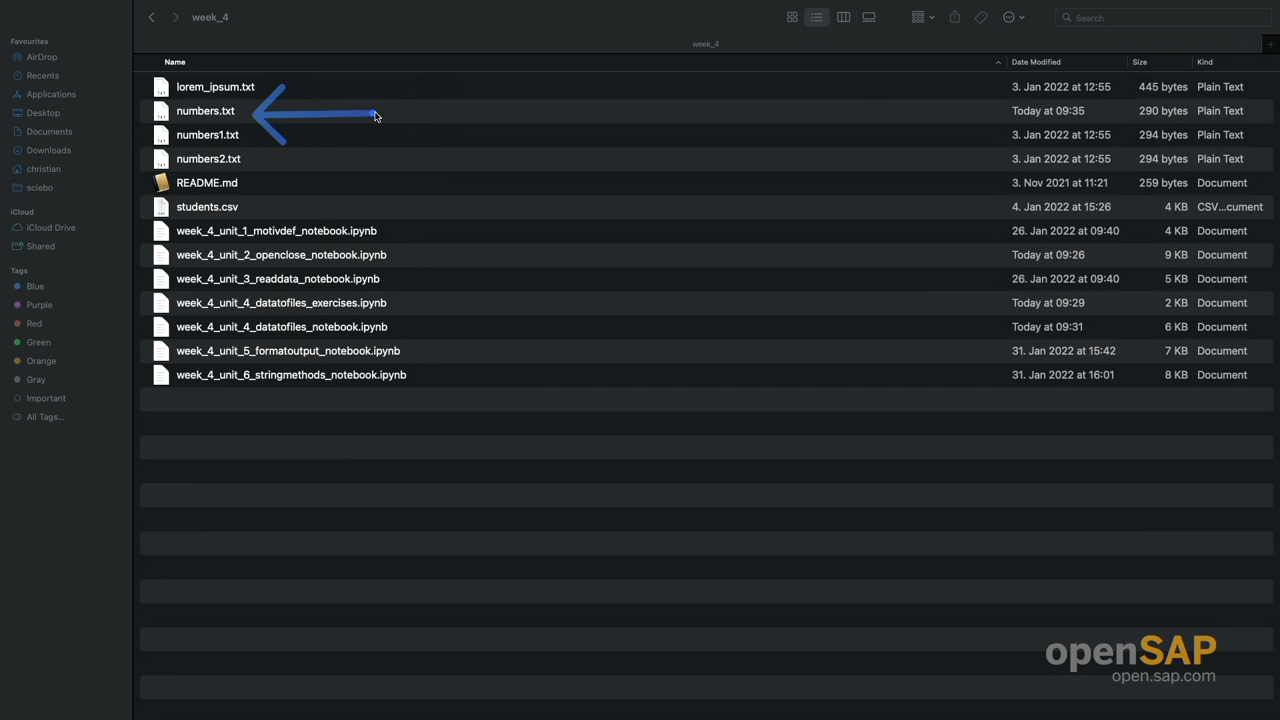 week_4
Search
week_4
Favourites
AirDrop
Recents
Applications
Desktop
Documents
Downloads
christian
sciebo
iCloud
iCloud Drive
Shared
Tags
Blue
Purple
Red
Green
Orange
Gray
Important
All Tags...
Name Date Modified Size Kind
lorem_ipsum.txt 3. Jan 2022 at 12:55 445 bytes Plain Text
numbers.txt Today at 09:35 290 bytes Plain Text
numbers1.txt 3. Jan 2022 at 12:55 294 bytes Plain Text
numbers2.txt 3. Jan 2022 at 12:55 294 bytes Plain Text
README.md 3. Nov 2021 at 11:21 259 bytes Document
students.csv 4. Jan 2022 at 15:26 4 KB CSV...cument
week_4_unit_1_motivdef_notebook.ipynb 26. Jan 2022 at 09:40 4 KB Document
week_4_unit_2_openclose_notebook.ipynb Today at 09:26 9 KB Document
week_4_unit_3_readdata_notebook.ipynb 26. Jan 2022 at 09:40 5 KB Document
week_4_unit_4_datatofiles_exercises.ipynb Today at 09:29 2 KB Document
week_4_unit_4_datatofiles_notebook.ipynb Today at 09:31 6 KB Document
week_4_unit_5_formatoutput_notebook.ipynb 31. Jan 2022 at 15:42 7 KB Document
week_4_unit_6_stringmethods_notebook.ipynb 31. Jan 2022 at 16:01 8 KB Document
openSAP
open.sap.com